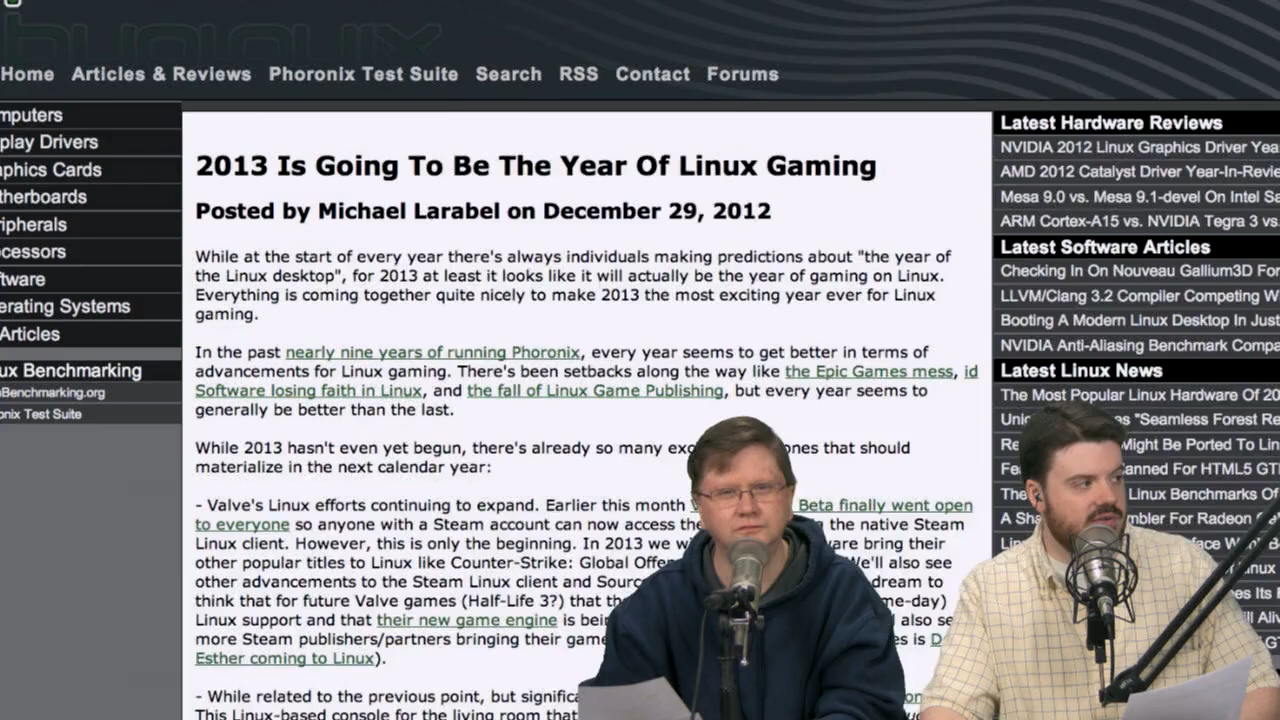 Home Articles & Reviews Phoronix Test Suite Search RSS Contact Forums
mputers
play Drivers
phics Cards
therboards
ripherals
ocessors
ftware
erating Systems
Articles
ux Benchmarking
Benchmarking.org
onix Test Suite
2013 Is Going To Be The Year Of Linux Gaming
Posted by Michael Larabel on December 29, 2012
While at the start of every year there's always individuals making predictions about "the year of
the Linux desktop", for 2013 at least it looks like it will actually be the year of gaming on Linux.
Everything is coming together quite nicely to make 2013 the most exciting year ever for Linux
gaming.
In the past nearly nine years of running Phoronix, every year seems to get better in terms of
advancements for Linux gaming. There's been setbacks along the way like the Epic Games mess, id
Software losing faith in Linux, and the fall of Linux Game Publishing, but every year seems to
generally be better than the last.
While 2013 hasn't even yet begun, there's already so many exc ones that should
materialize in the next calendar year:
- Valve's Linux efforts continuing to expand. Earlier this month Beta finally went open
to everyone so anyone with a Steam account can now access the the native Steam
Linux client. However, this is only the beginning. In 2013 we wi are bring their
other popular titles to Linux like Counter-Strike: Global Offen We'll also see
other advancements to the Steam Linux client and Sourc dream to
think that for future Valve games (Half-Life 3?) that th me-day)
Linux support and that their new game engine is bei also se
more Steam publishers/partners bringing their game es is D
Esther coming to Linux).
- While related to the previous point, but signific on
This Linux-based console for the living room that
Latest Hardware Reviews
NVIDIA 2012 Linux Graphics Driver Yea
AMD 2012 Catalyst Driver Year-In-Revie
Mesa 9.0 vs. Mesa 9.1-devel On Intel Sa
ARM Cortex-A15 vs. NVIDIA Tegra 3 vs.
Latest Software Articles
Checking In On Nouveau Gallium3D For
LLVM/Clang 3.2 Compiler Competing W
Booting A Modern Linux Desktop In Just
NVIDIA Anti-Aliasing Benchmark Compa
Latest Linux News
The Most Popular Linux Hardware Of 20
Unig es "Seamless Forest Re
Re Might Be Ported To Lin
Fe anned For HTML5 GT
The Linux Benchmarks Of
A Sha mbler For Radeon Ga
Lin face Won't Be